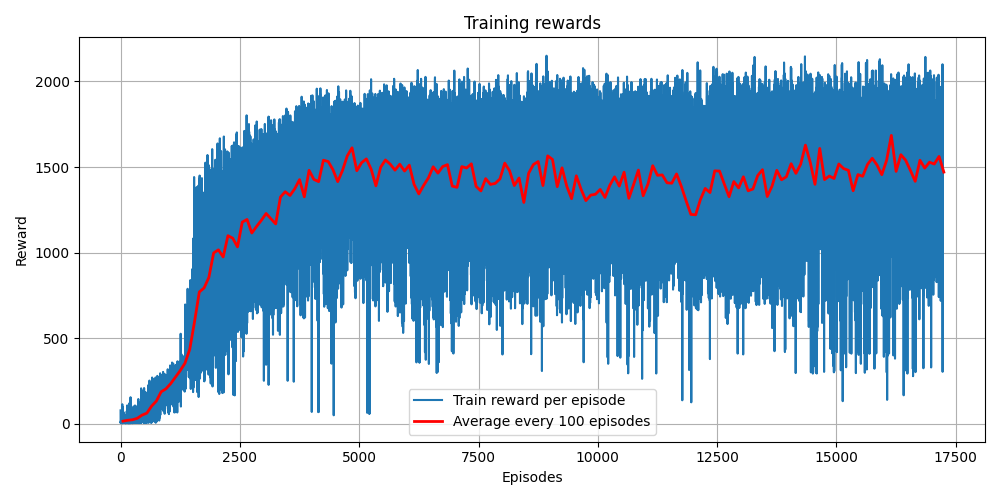 Training rewards
2000
1500
1000
500
0
Reward
0 2500 5000 7500 10000 12500 15000 17500
Episodes
Train reward per episode
Average every 100 episodes